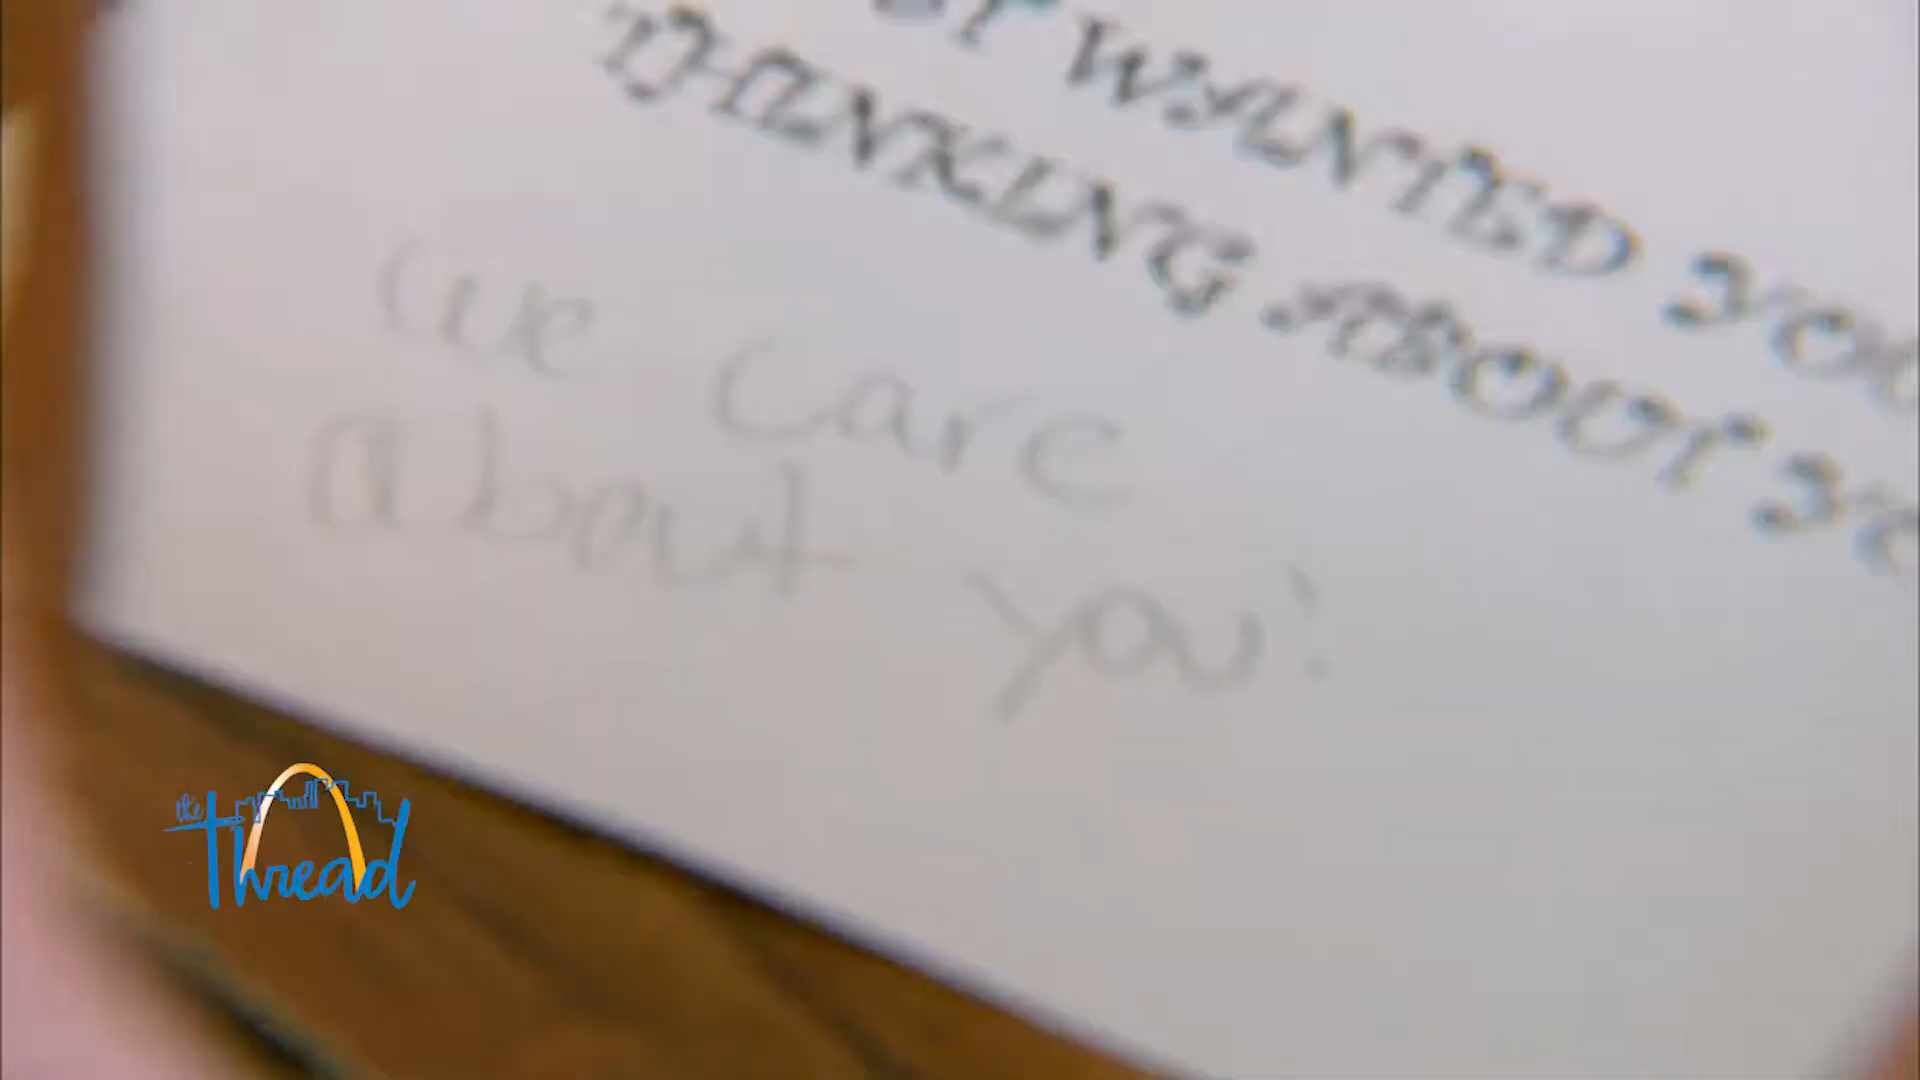 WANTED YOU
THINKING ABOUT
we care
about you!
the Thread